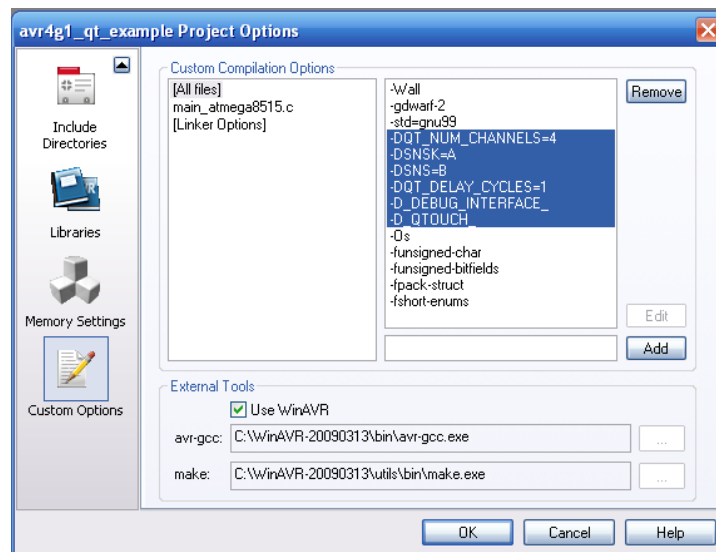 avr4g1_qt_example Project Options
Include
Directories
Libraries
Memory Settings
Custom Options
Custom Compilation Options
[All files]
main_atmega8515.c
[Linker Options]
-Wall
-gdwarf-2
-std=gnu99
-DQT_NUM_CHANNELS=4
-DSNSK=A
-DSNS=B
-DQT_DELAY_CYCLES=1
-D_DEBUG_INTERFACE_
-D_QTOUCH_
-Os
-funsigned-char
-funsigned-bitfields
-fpack-struct
-fshort-enums
Remove
Edit
Add
External Tools
Use WinAVR
avr-gcc: C:\WinAVR-20090313\bin\avr-gcc.exe ...
make: C:\WinAVR-20090313\utils\bin\make.exe ...
OK Cancel Help